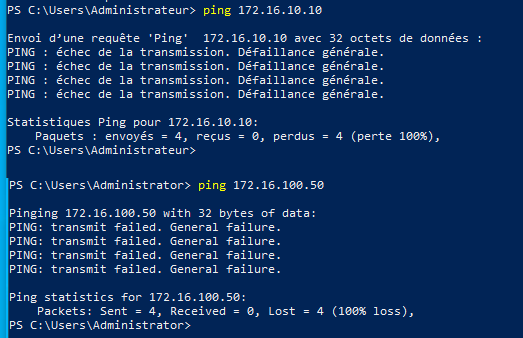 PS C:\Users\Administrateur> ping 172.16.10.10
Envoi d'une requête 'Ping'  172.16.10.10 avec 32 octets de données :
PING : échec de la transmission. Défaillance générale.
PING : échec de la transmission. Défaillance générale.
PING : échec de la transmission. Défaillance générale.
PING : échec de la transmission. Défaillance générale.
Statistiques Ping pour 172.16.10.10:
    Paquets : envoyés = 4, reçus = 0, perdus = 4 (perte 100%),
PS C:\Users\Administrateur>
PS C:\Users\Administrator> ping 172.16.100.50
Pinging 172.16.100.50 with 32 bytes of data:
PING: transmit failed. General failure.
PING: transmit failed. General failure.
PING: transmit failed. General failure.
PING: transmit failed. General failure.
Ping statistics for 172.16.100.50:
    Packets: Sent = 4, Received = 0, Lost = 4 (100% loss),
PS C:\Users\Administrator>